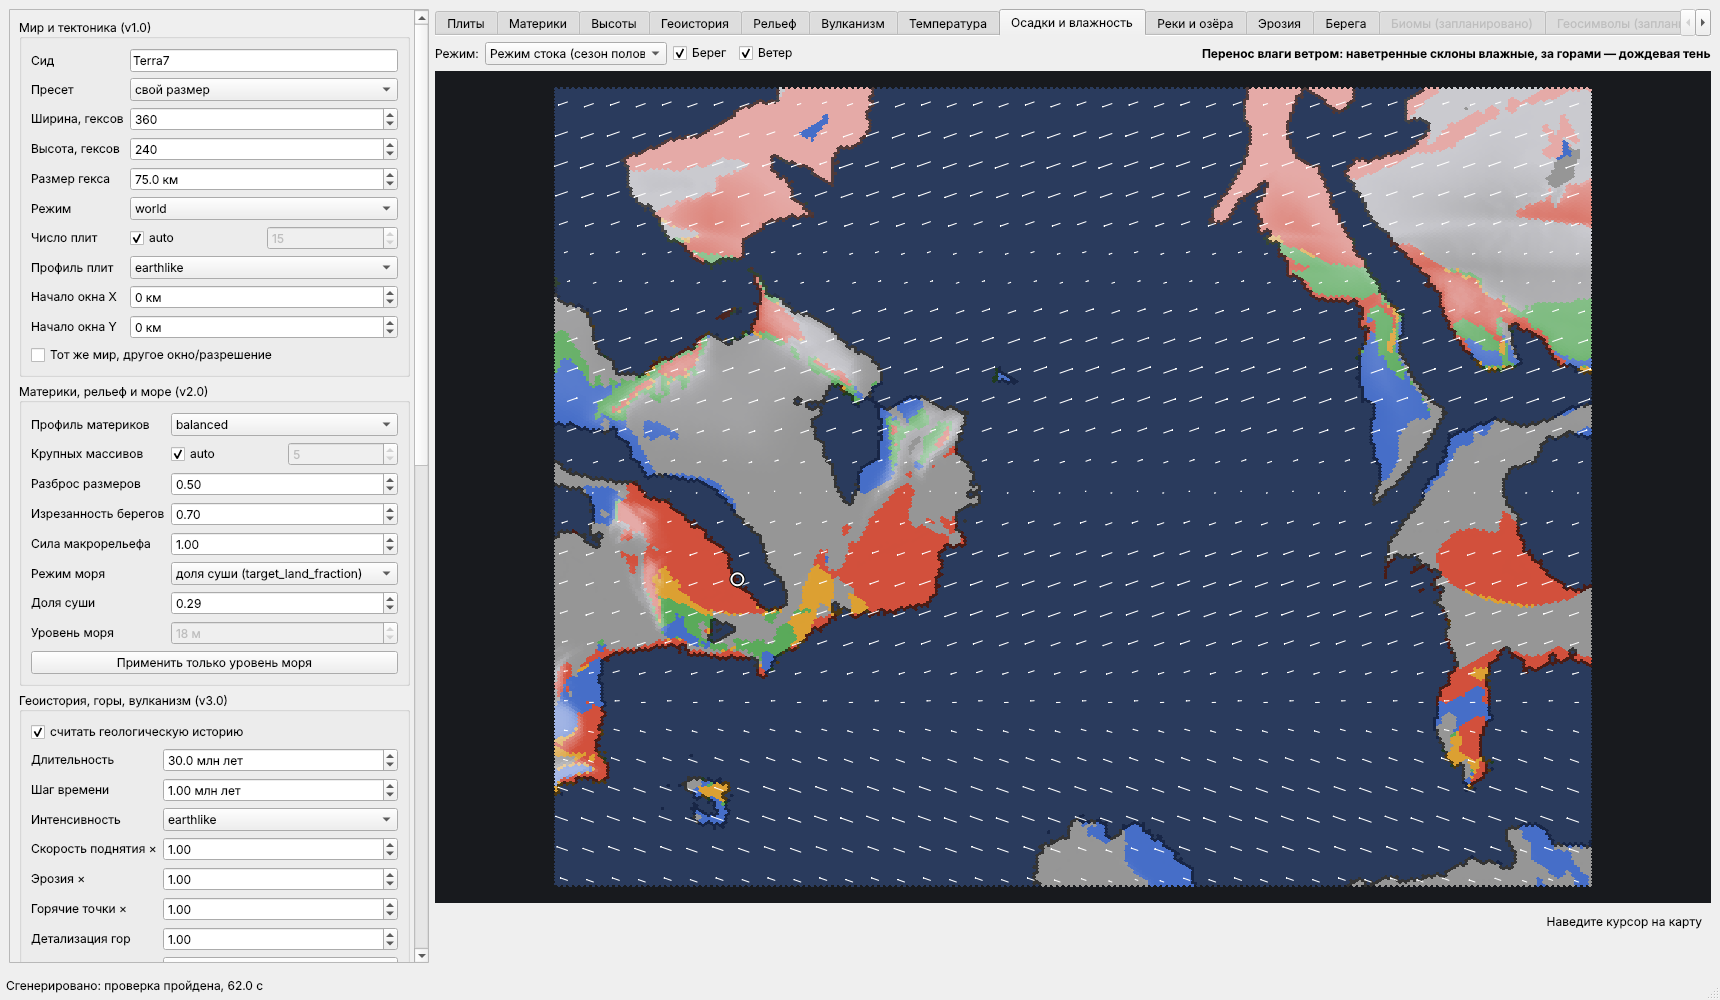 Мир и тектоника (v1.0)
Сид
Terra7
Пресет
свой размер
Ширина, гексов
360
Высота, гексов
240
Размер гекса
75.0 км
Режим
world
Число плит
auto
15
Профиль плит
earthlike
Начало окна X
0 км
Начало окна Y
0 км
Тот же мир, другое окно/разрешение
Материки, рельеф и море (v2.0)
Профиль материков
balanced
Крупных массивов
auto
5
Разброс размеров
0.50
Изрезанность берегов
0.70
Сила макрорельефа
1.00
Режим моря
доля суши (target_land_fraction)
Доля суши
0.29
Уровень моря
18 м
Применить только уровень моря
Геоистория, горы, вулканизм (v3.0)
считать геологическую историю
Длительность
30.0 млн лет
Шаг времени
1.00 млн лет
Интенсивность
earthlike
Скорость поднятия ×
1.00
Эрозия ×
1.00
Горячие точки ×
1.00
Детализация гор
1.00
Плиты
Материки
Высоты
Геоистория
Рельеф
Вулканизм
Температура
Осадки и влажность
Реки и озёра
Эрозия
Берега
Биомы (запланировано)
Геосимволы (заплан
Режим:
Режим стока (сезон полов
Берег
Ветер
Перенос влаги ветром: наветренные склоны влажные, за горами — дождевая тень
Наведите курсор на карту
Сгенерировано: проверка пройдена, 62.0 с